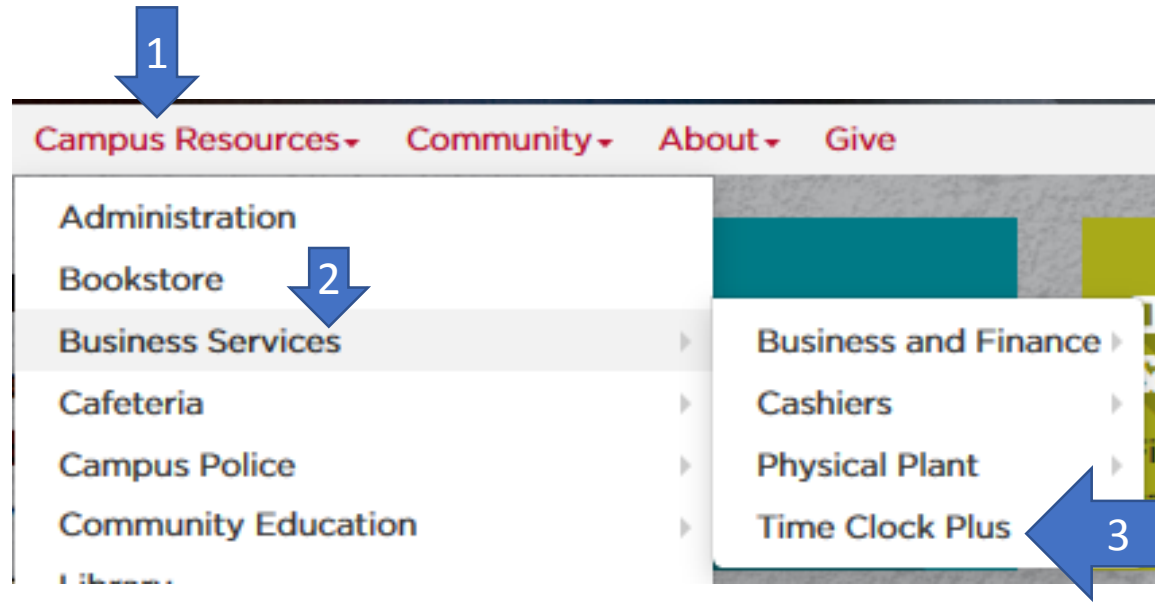 1
Campus Resources Community About Give
Administration
Bookstore
2
Business Services
Cafeteria
Campus Police
Community Education
Library
Business and Finance
Cashiers
Physical Plant
Time Clock Plus
3